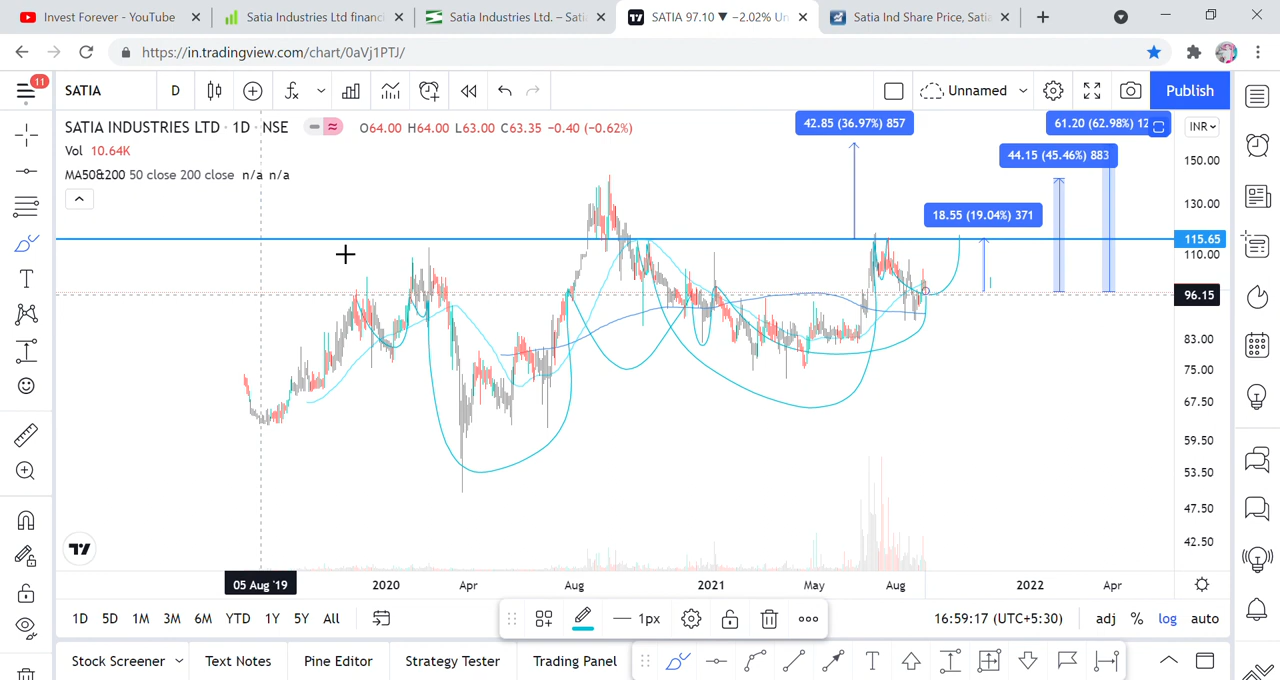 Invest Forever - YouTube
Satia Industries Ltd financi
Satia Industries Ltd. – Sati
SATIA 97.10 ▼ −2.02% Un
Satia Ind Share Price, Satia
https://in.tradingview.com/chart/0aVj1PTJ/
11
SATIA
D
Unnamed
Publish
SATIA INDUSTRIES LTD · 1D · NSE
O64.00 H64.00 L63.00 C63.35 −0.40 (−0.62%)
Vol 10.64K
MA50&200 50 close 200 close n/a n/a
42.85 (36.97%) 857
61.20 (62.98%) 12
44.15 (45.46%) 883
18.55 (19.04%) 371
INR
150.00
130.00
115.65
110.00
96.15
83.00
75.00
67.50
59.50
53.50
47.50
42.50
05 Aug '19
2020
Apr
Aug
2021
May
Aug
2022
Apr
1D 5D 1M 3M 6M YTD 1Y 5Y All
1px
16:59:17 (UTC+5:30)
adj % log auto
Stock Screener
Text Notes
Pine Editor
Strategy Tester
Trading Panel